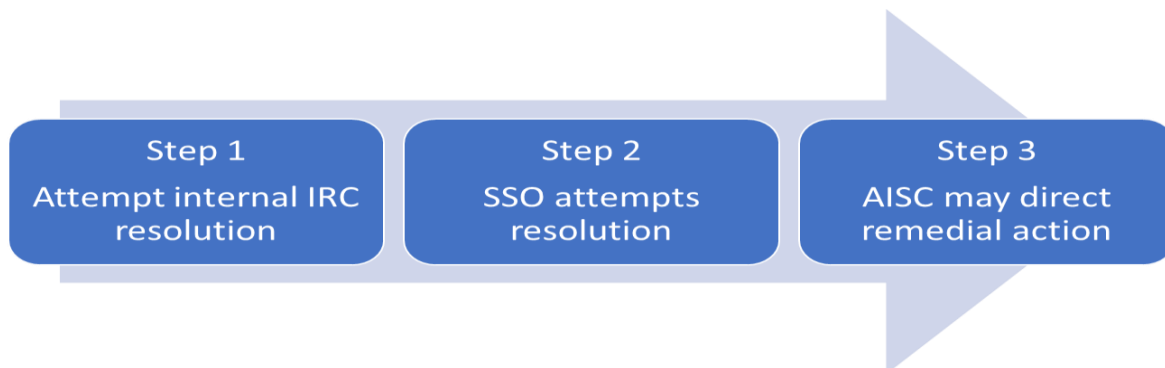 Step 1
Attempt internal IRC
resolution
Step 2
SSO attempts
resolution
Step 3
AISC may direct
remedial action